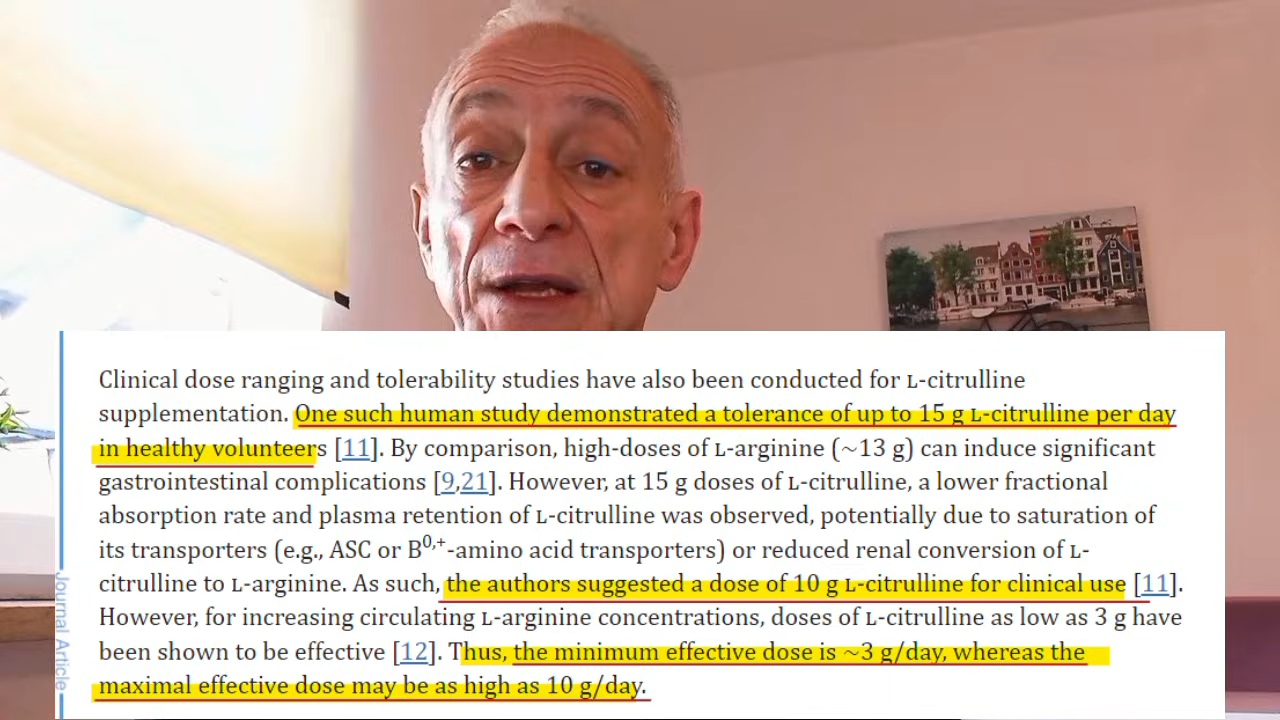 Clinical dose ranging and tolerability studies have also been conducted for ʟ-citrulline
supplementation. One such human study demonstrated a tolerance of up to 15 g ʟ-citrulline per day
in healthy volunteers [11]. By comparison, high-doses of ʟ-arginine (~13 g) can induce significant
gastrointestinal complications [9,21]. However, at 15 g doses of ʟ-citrulline, a lower fractional
absorption rate and plasma retention of ʟ-citrulline was observed, potentially due to saturation of
its transporters (e.g., ASC or B⁰,⁺-amino acid transporters) or reduced renal conversion of ʟ-
citrulline to ʟ-arginine. As such, the authors suggested a dose of 10 g ʟ-citrulline for clinical use [11].
However, for increasing circulating ʟ-arginine concentrations, doses of ʟ-citrulline as low as 3 g have
been shown to be effective [12]. Thus, the minimum effective dose is ~3 g/day, whereas the
maximal effective dose may be as high as 10 g/day.
Journal Article